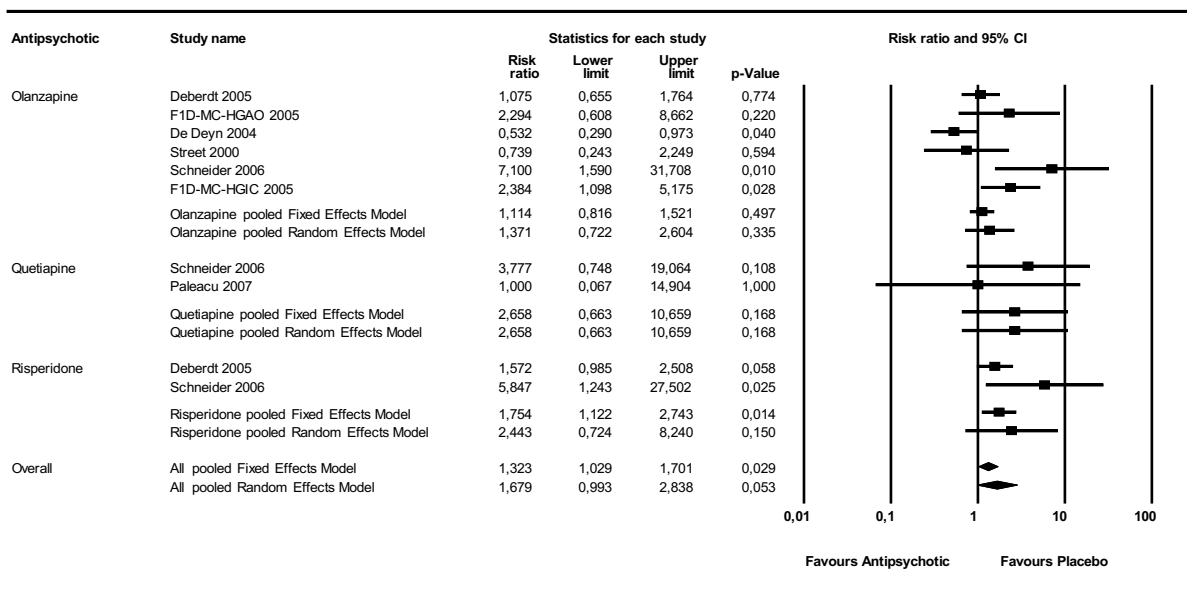 Antipsychotic Study name Statistics for each study Risk ratio and 95% CI
Risk ratio Lower limit Upper limit p-Value
Olanzapine Deberdt 2005 1,075 0,655 1,764 0,774
F1D-MC-HGAO 2005 2,294 0,608 8,662 0,220
De Deyn 2004 0,532 0,290 0,973 0,040
Street 2000 0,739 0,243 2,249 0,594
Schneider 2006 7,100 1,590 31,708 0,010
F1D-MC-HGIC 2005 2,384 1,098 5,175 0,028
Olanzapine pooled Fixed Effects Model 1,114 0,816 1,521 0,497
Olanzapine pooled Random Effects Model 1,371 0,722 2,604 0,335
Quetiapine Schneider 2006 3,777 0,748 19,064 0,108
Paleacu 2007 1,000 0,067 14,904 1,000
Quetiapine pooled Fixed Effects Model 2,658 0,663 10,659 0,168
Quetiapine pooled Random Effects Model 2,658 0,663 10,659 0,168
Risperidone Deberdt 2005 1,572 0,985 2,508 0,058
Schneider 2006 5,847 1,243 27,502 0,025
Risperidone pooled Fixed Effects Model 1,754 1,122 2,743 0,014
Risperidone pooled Random Effects Model 2,443 0,724 8,240 0,150
Overall All pooled Fixed Effects Model 1,323 1,029 1,701 0,029
All pooled Random Effects Model 1,679 0,993 2,838 0,053
0,01 0,1 1 10 100
Favours Antipsychotic Favours Placebo